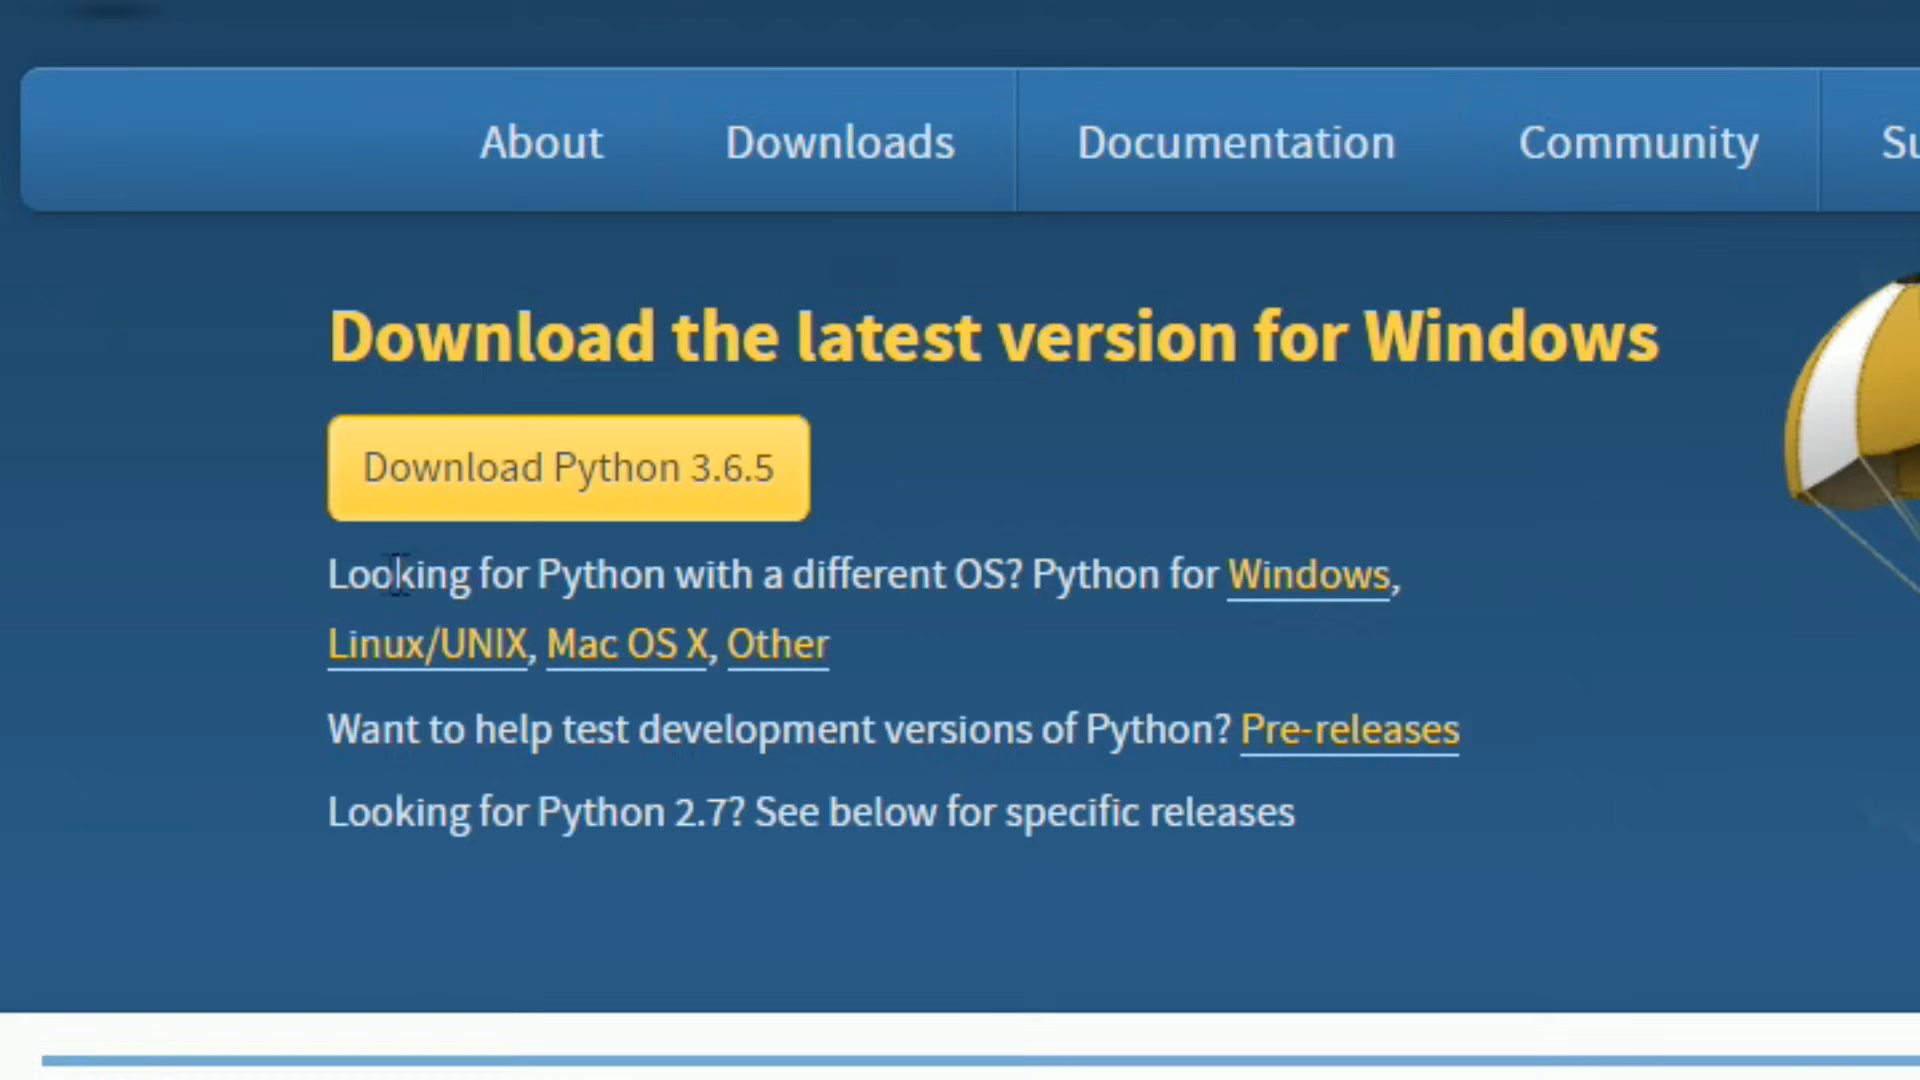 About Downloads Documentation Community
Download the latest version for Windows
Download Python 3.6.5
Looking for Python with a different OS? Python for Windows,
Linux/UNIX, Mac OS X, Other
Want to help test development versions of Python? Pre-releases
Looking for Python 2.7? See below for specific releases